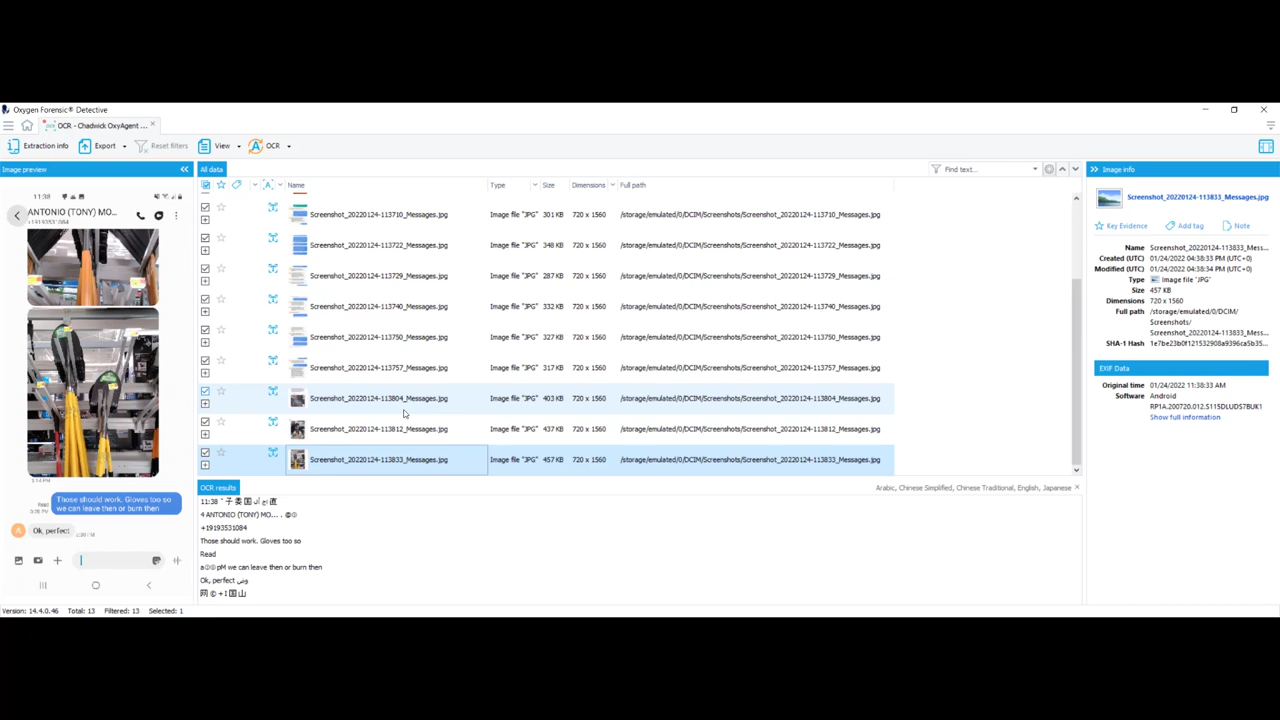 Oxygen Forensic® Detective
OCR - Chadwick OxyAgent ...
Extraction info
Export
Reset filters
View
OCR
Image preview
11:38
ANTONIO (TONY) MO...
+19193531084
1:14 PM
Those should work. Gloves too so
we can leave then or burn then
Read
Ok, perfect
All data
Find text...
Name Type Size Dimensions Full path
Screenshot_20220124-113710_Messages.jpg Image file "JPG" 301 KB 720 x 1560 /storage/emulated/0/DCIM/Screenshots/Screenshot_20220124-113710_Messages.jpg
Screenshot_20220124-113722_Messages.jpg Image file "JPG" 348 KB 720 x 1560 /storage/emulated/0/DCIM/Screenshots/Screenshot_20220124-113722_Messages.jpg
Screenshot_20220124-113729_Messages.jpg Image file "JPG" 287 KB 720 x 1560 /storage/emulated/0/DCIM/Screenshots/Screenshot_20220124-113729_Messages.jpg
Screenshot_20220124-113740_Messages.jpg Image file "JPG" 332 KB 720 x 1560 /storage/emulated/0/DCIM/Screenshots/Screenshot_20220124-113740_Messages.jpg
Screenshot_20220124-113750_Messages.jpg Image file "JPG" 327 KB 720 x 1560 /storage/emulated/0/DCIM/Screenshots/Screenshot_20220124-113750_Messages.jpg
Screenshot_20220124-113757_Messages.jpg Image file "JPG" 317 KB 720 x 1560 /storage/emulated/0/DCIM/Screenshots/Screenshot_20220124-113757_Messages.jpg
Screenshot_20220124-113804_Messages.jpg Image file "JPG" 403 KB 720 x 1560 /storage/emulated/0/DCIM/Screenshots/Screenshot_20220124-113804_Messages.jpg
Screenshot_20220124-113812_Messages.jpg Image file "JPG" 437 KB 720 x 1560 /storage/emulated/0/DCIM/Screenshots/Screenshot_20220124-113812_Messages.jpg
Screenshot_20220124-113833_Messages.jpg Image file "JPG" 457 KB 720 x 1560 /storage/emulated/0/DCIM/Screenshots/Screenshot_20220124-113833_Messages.jpg
OCR results
Arabic, Chinese Simplified, Chinese Traditional, English, Japanese
11:38
4 ANTONIO (TONY) MO... .
+19193531084
Those should work. Gloves too so
Read
pM we can leave then or burn then
Ok, perfect وص
网 © +I 国 山
Image info
Screenshot_20220124-113833_Messages.jpg
Key Evidence
Add tag
Note
Name Screenshot_20220124-113833_Mess...
Created (UTC) 01/24/2022 04:38:33 PM (UTC+0)
Modified (UTC) 01/24/2022 04:38:34 PM (UTC+0)
Type Image file "JPG"
Size 457 KB
Dimensions 720 x 1560
Full path /storage/emulated/0/DCIM/
Screenshots/
Screenshot_20220124-113833_Mess...
SHA-1 Hash 1e7be23b0f121532908a9396ca5b35...
EXIF Data
Original time 01/24/2022 11:38:33 AM
Software Android
RP1A.200720.012.S115DLUDS7BUK1
Show full information
Version: 14.4.0.46 Total: 13 Filtered: 13 Selected: 1